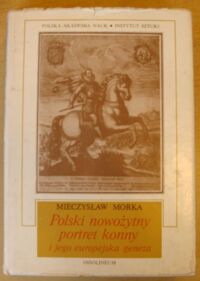 POLSKA AKADEMIA NAUK • INSTYTUT SZTUKI
MIECZYSŁAW MORKA
Polski nowożytny
portret konny
i jego europejska geneza
OSSOLINEUM